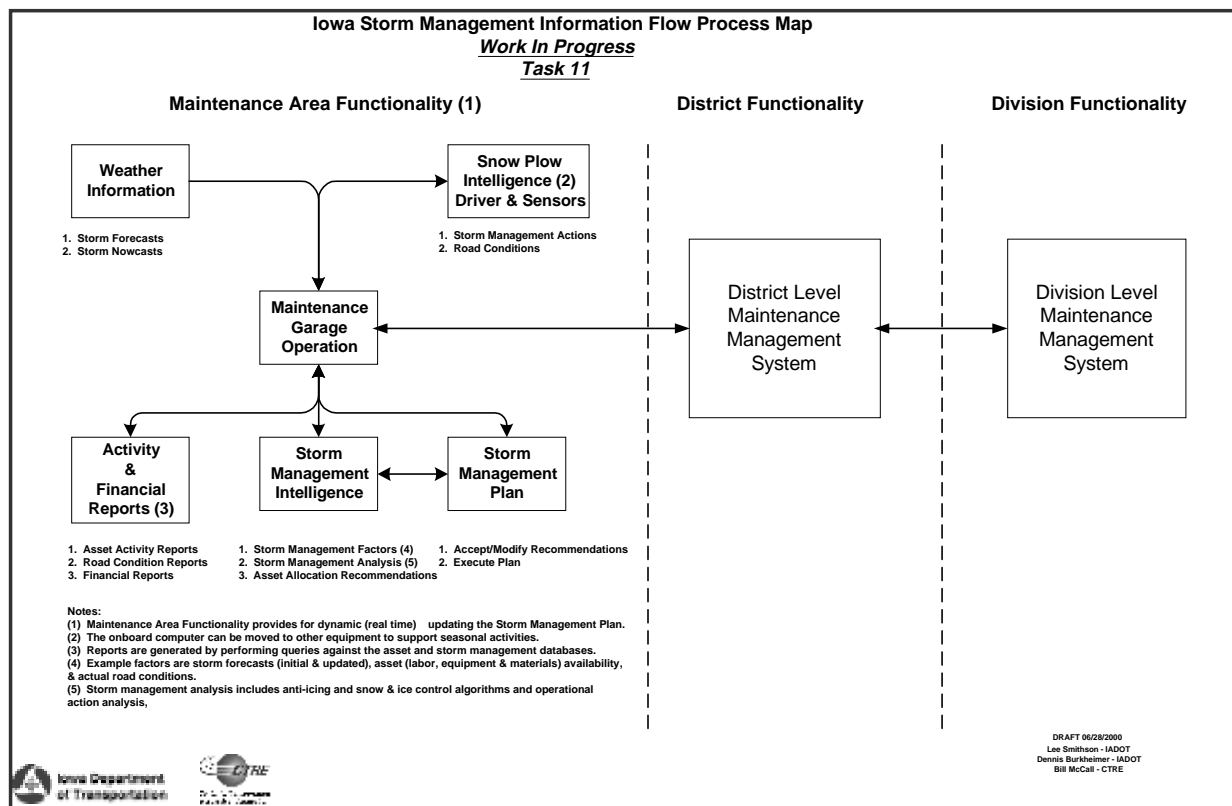 Iowa Storm Management Information Flow Process Map
Work In Progress
Task 11
Maintenance Area Functionality (1)
District Functionality
Division Functionality
Weather
Information
1. Storm Forecasts
2. Storm Nowcasts
Snow Plow
Intelligence (2)
Driver & Sensors
1. Storm Management Actions
2. Road Conditions
Maintenance
Garage
Operation
District Level
Maintenance
Management
System
Division Level
Maintenance
Management
System
Activity
&
Financial
Reports (3)
Storm
Management
Intelligence
Storm
Management
Plan
1. Asset Activity Reports
2. Road Condition Reports
3. Financial Reports
1. Storm Management Factors (4)
2. Storm Management Analysis (5)
3. Asset Allocation Recommendations
1. Accept/Modify Recommendations
2. Execute Plan
Notes:
(1) Maintenance Area Functionality provides for dynamic (real time) updating the Storm Management Plan.
(2) The onboard computer can be moved to other equipment to support seasonal activities.
(3) Reports are generated by performing queries against the asset and storm management databases.
(4) Example factors are storm forecasts (initial & updated), asset (labor, equipment & materials) availability,
& actual road conditions.
(5) Storm management analysis includes anti-icing and snow & ice control algorithms and operational
action analysis,
DRAFT 06/28/2000
Lee Smithson - IADOT
Dennis Burkheimer - IADOT
Bill McCall - CTRE
Iowa Department
of Transportation
CTRE